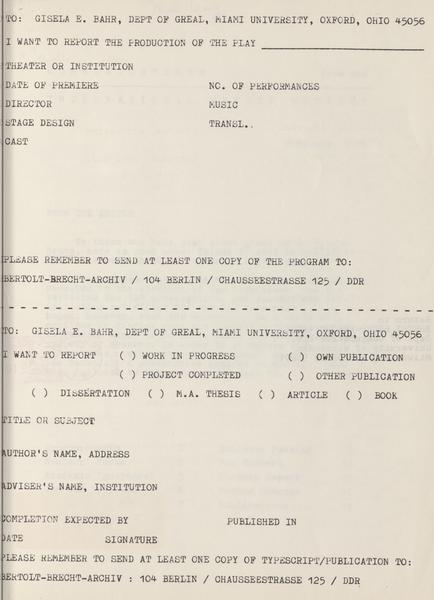 TO: GISELA E. BAHR, DEPT OF GREAL, MIAMI UNIVERSITY, OXFORD, OHIO 45056
I WANT TO REPORT THE PRODUCTION OF THE PLAY
THEATER OR INSTITUTION
DATE OF PREMIERE NO. OF PERFORMANCES
DIRECTOR MUSIC
STAGE DESIGN TRANSL..
CAST
PLEASE REMEMBER TO SEND AT LEAST ONE COPY OF THE PROGRAM TO:
BERTOLT-BRECHT-ARCHIV / 104 BERLIN / CHAUSSEESTRASSE 125 / DDR
TO: GISELA E. BAHR, DEPT OF GREAL, MIAMI UNIVERSITY, OXFORD, OHIO 45056
I WANT TO REPORT ( ) WORK IN PROGRESS ( ) OWN PUBLICATION
( ) PROJECT COMPLETED ( ) OTHER PUBLICATION
( ) DISSERTATION ( ) M.A. THESIS ( ) ARTICLE ( ) BOOK
TITLE OR SUBJECT
AUTHOR'S NAME, ADDRESS
ADVISER'S NAME, INSTITUTION
COMPLETION EXPECTED BY PUBLISHED IN
DATE SIGNATURE
PLEASE REMEMBER TO SEND AT LEAST ONE COPY OF TYPESCRIPT/PUBLICATION TO:
BERTOLT-BRECHT-ARCHIV : 104 BERLIN / CHAUSSEESTRASSE 125 / DDR